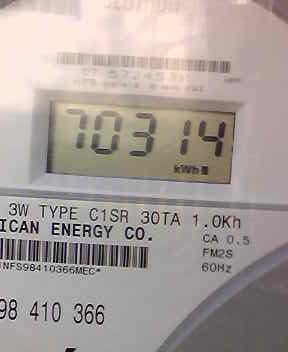 70314
kWh
3W TYPE C1SR 30TA 1.0Kh
ICAN ENERGY CO.
CA 0.5
FM2S
60Hz
NFS98410366MEC*
98 410 366